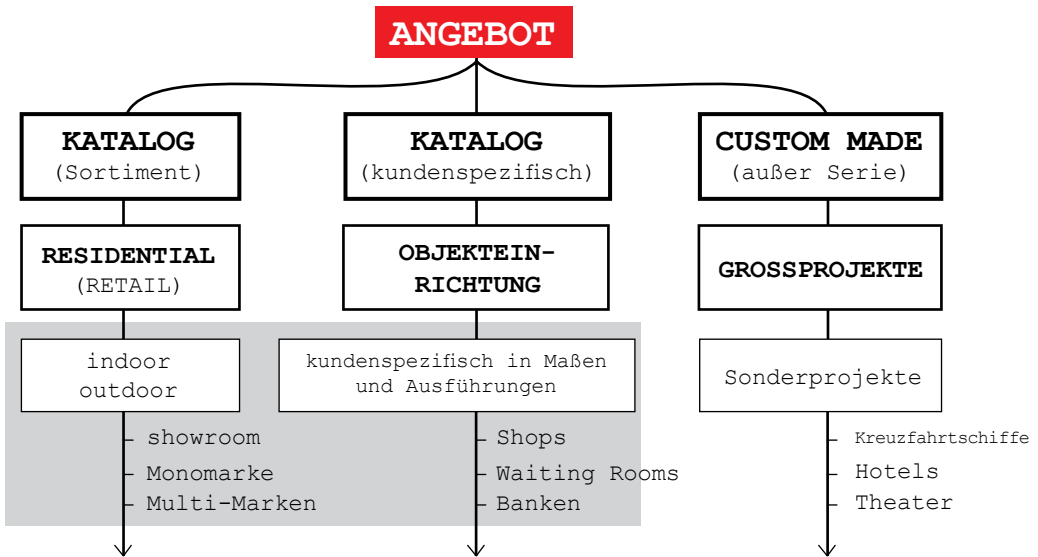 ANGEBOT
KATALOG
(Sortiment)
RESIDENTIAL
(RETAIL)
indoor
outdoor
– showroom
– Monomarke
– Multi-Marken
KATALOG
(kundenspezifisch)
OBJEKTEIN-
RICHTUNG
kundenspezifisch in Maßen
und Ausführungen
– Shops
– Waiting Rooms
– Banken
CUSTOM MADE
(außer Serie)
GROSSPROJEKTE
Sonderprojekte
– Kreuzfahrtschiffe
– Hotels
– Theater